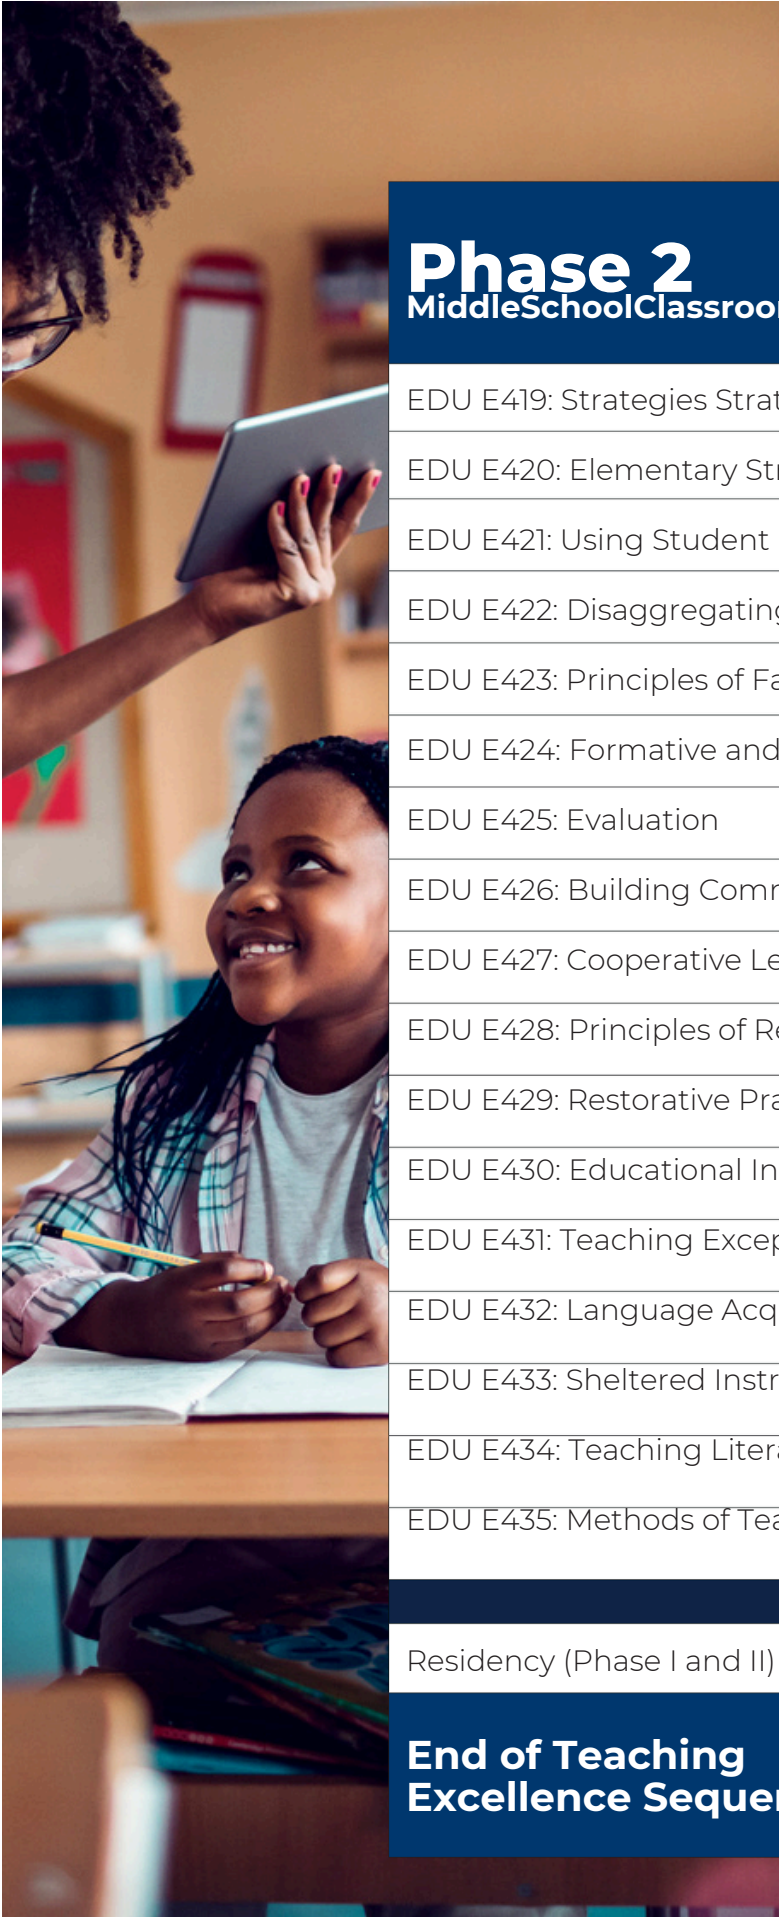 Phase 2
MiddleSchoolClassroo
EDU E419: Strategies Strat
EDU E420: Elementary Str
EDU E421: Using Student
EDU E422: Disaggregating
EDU E423: Principles of Fa
EDU E424: Formative and
EDU E425: Evaluation
EDU E426: Building Comm
EDU E427: Cooperative Le
EDU E428: Principles of Re
EDU E429: Restorative Pra
EDU E430: Educational In
EDU E431: Teaching Excep
EDU E432: Language Acq
EDU E433: Sheltered Instr
EDU E434: Teaching Litera
EDU E435: Methods of Tea
Residency (Phase I and II)
End of Teaching
Excellence Sequen